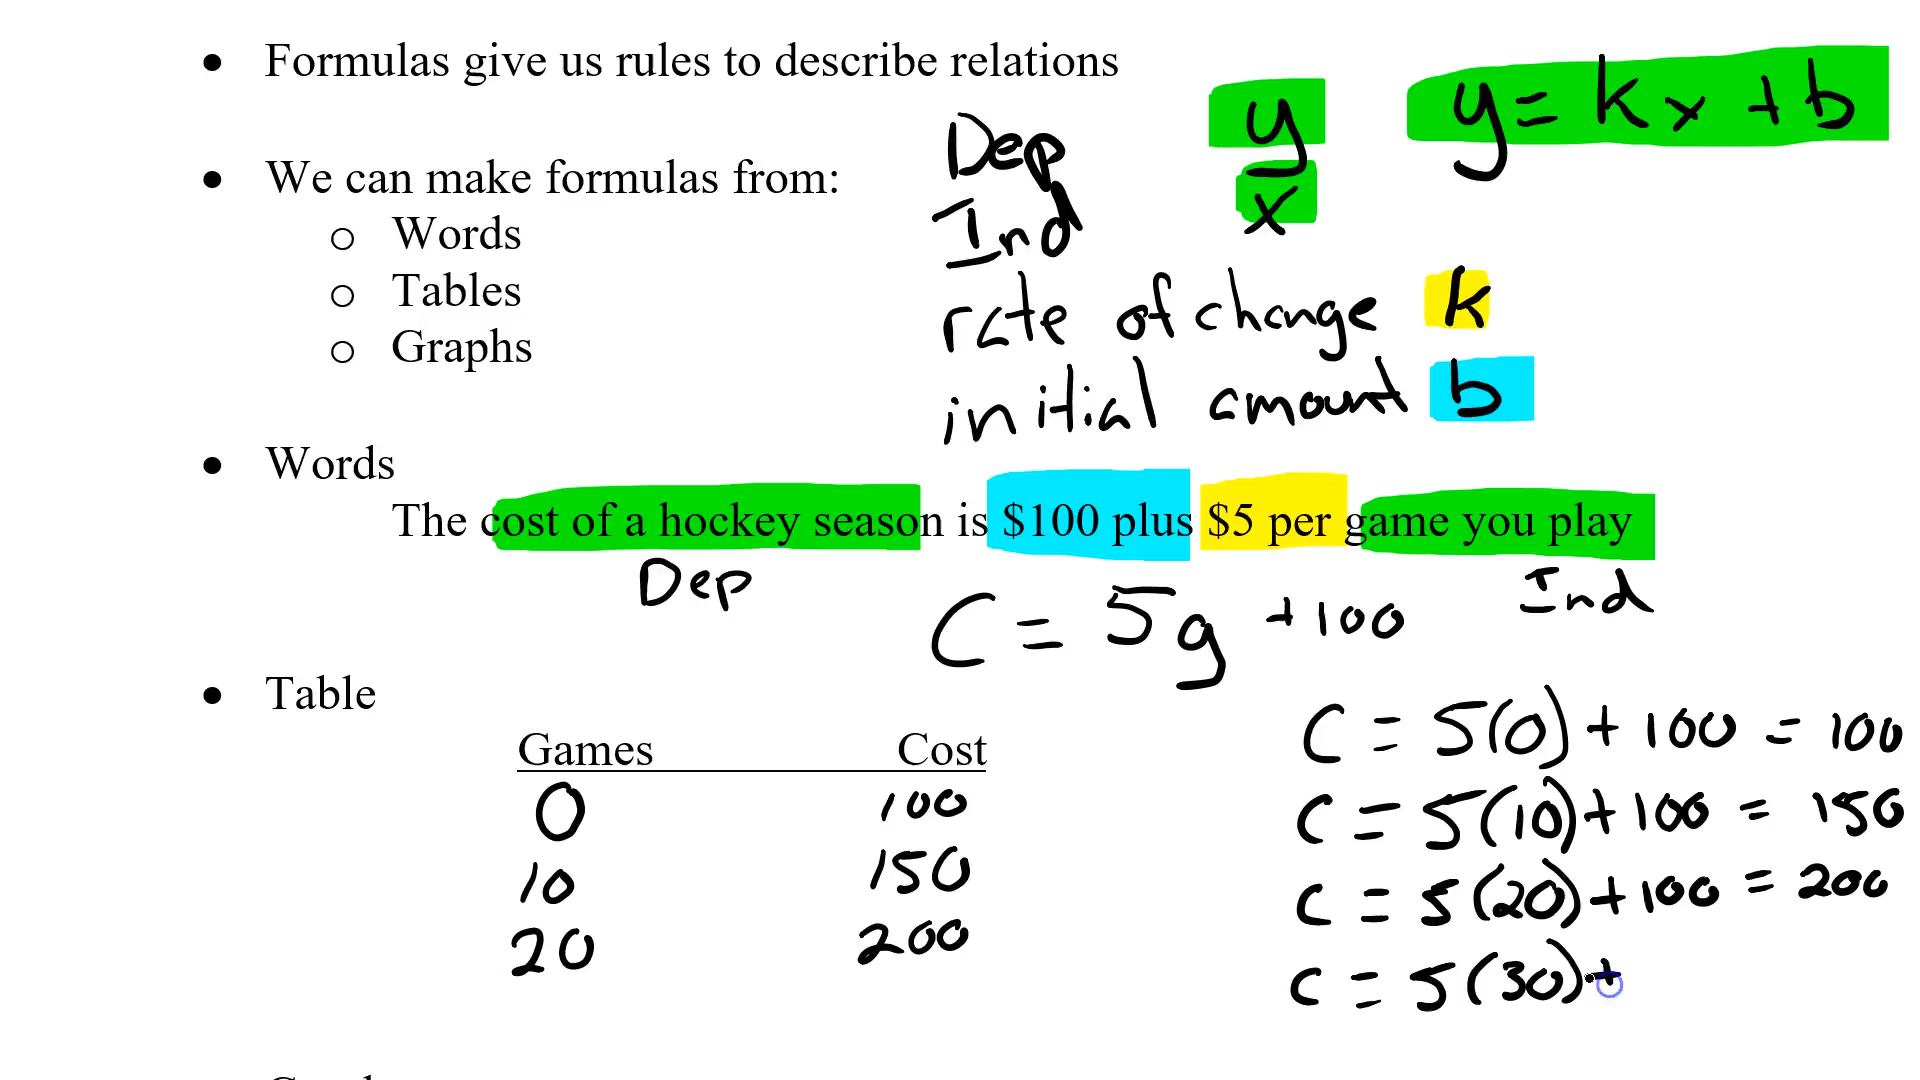 • Formulas give us rules to describe relations
y
y = kx + b
Dep
x
• We can make formulas from:
Ind
o Words
o Tables
rate of change k
o Graphs
initial amount b
• Words
The cost of a hockey season is $100 plus $5 per game you play
Dep
Ind
C = 5g + 100
• Table
C = 5(0) + 100 = 100
Games Cost
0 100
C = 5(10) + 100 = 150
10 150
C = 5(20) + 100 = 200
20 200
C = 5(30) +